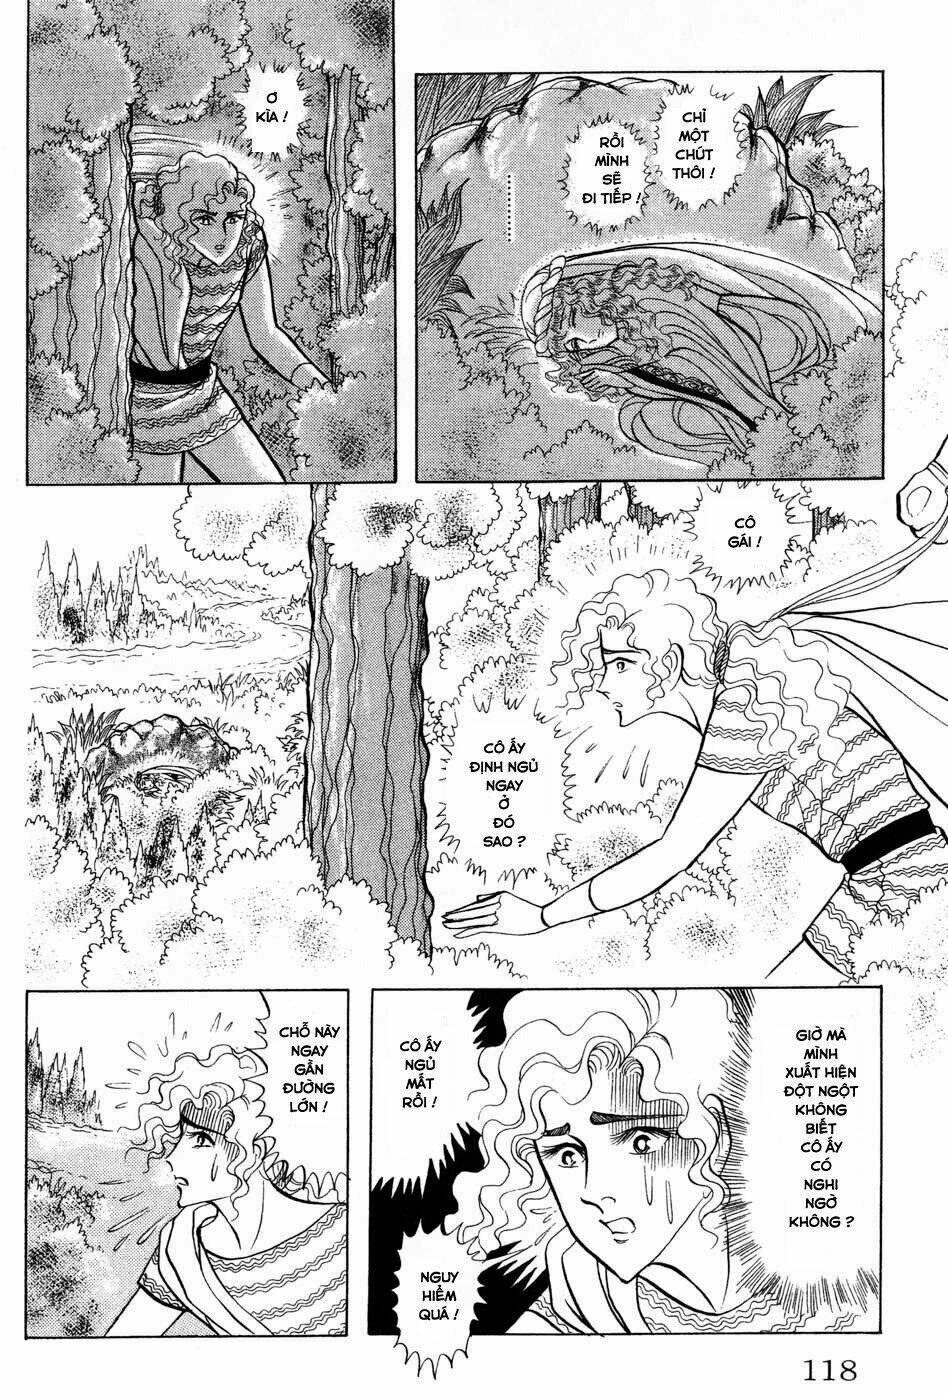 CHỈ
MỘT
CHÚT
THÔI !
RỒI
MÌNH
SẼ
ĐI TIẾP !
Ơ
KÌA !
CÔ
GÁI !
CÔ ẤY
ĐỊNH NGỦ
NGAY
Ở
ĐÓ
SAO ?
GIỜ MÀ
MÌNH
XUẤT HIỆN
ĐỘT NGỘT
KHÔNG
BIẾT
CÔ ẤY
CÓ
NGHI
NGỜ
KHÔNG ?
CÔ ẤY
NGỦ
MẤT
RỒI !
NGUY
HIỂM
QUÁ !
CHỖ NÀY
NGAY
GẦN
ĐƯỜNG
LỚN !
118